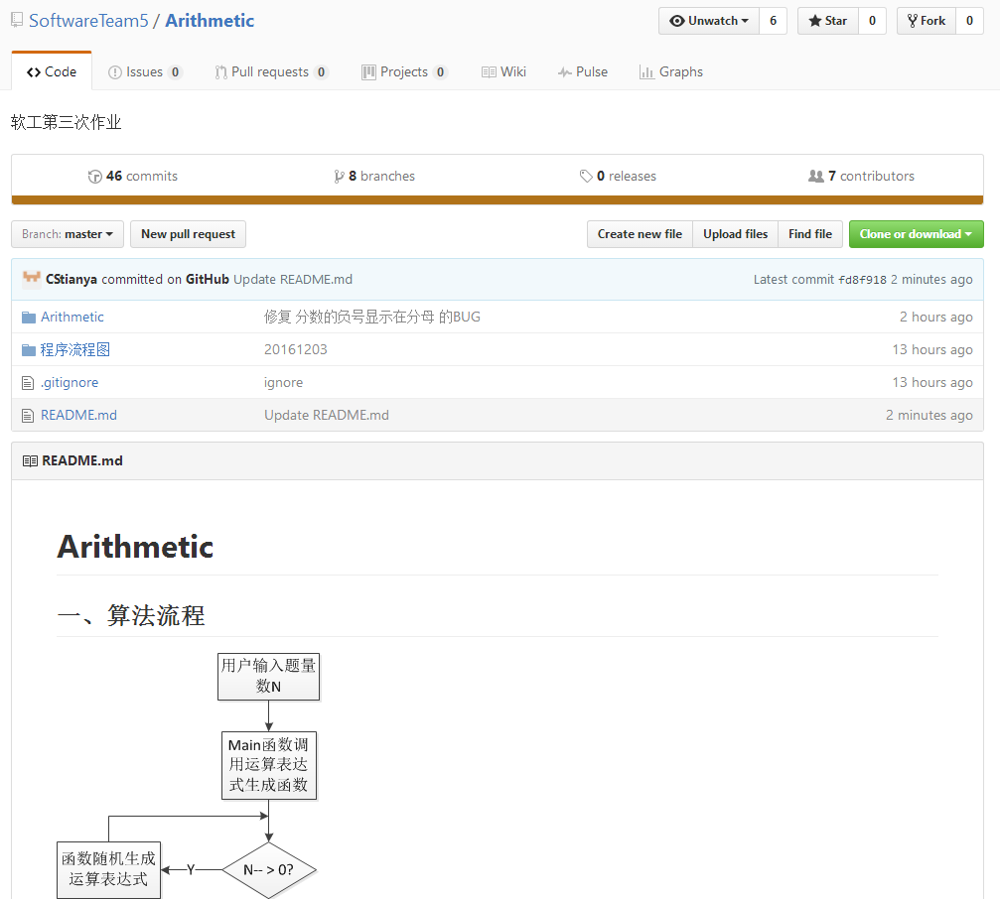 SoftwareTeam5 / Arithmetic
Unwatch 6 Star 0 Fork 0
Code Issues 0 Pull requests 0 Projects 0 Wiki Pulse Graphs
软工第三次作业
46 commits 8 branches 0 releases 7 contributors
Branch: master New pull request Create new file Upload files Find file Clone or download
CStianya committed on GitHub Update README.md Latest commit fd8f918 2 minutes ago
Arithmetic 修复 分数的负号显示在分母 的BUG 2 hours ago
程序流程图 20161203 13 hours ago
.gitignore ignore 13 hours ago
README.md Update README.md 2 minutes ago
README.md
Arithmetic
一、算法流程
用户输入题量
数N
Main函数调
用运算表达
式生成函数
函数随机生成
运算表达式
Y
N-- > 0?